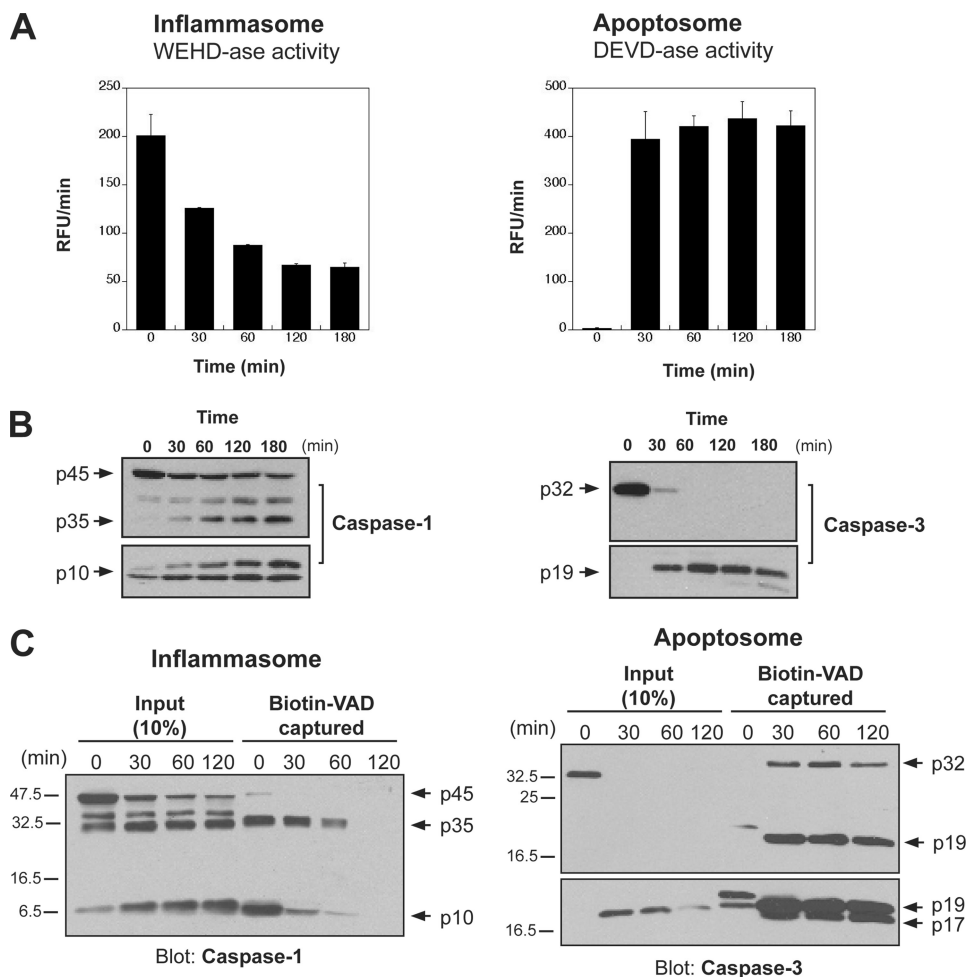 A
Inflammasome
WEHD-ase activity
250
200
150
100
50
0
RFU/min
0 30 60 120 180
Time (min)
Apoptosome
DEVD-ase activity
500
400
300
200
100
0
RFU/min
0 30 60 120 180
Time (min)
B
Time
0 30 60 120 180 (min)
p45
p35
p10
Caspase-1
Time
0 30 60 120 180 (min)
p32
p19
Caspase-3
C
Inflammasome
Input
(10%)
Biotin-VAD
captured
(min) 0 30 60 120 0 30 60 120
47.5
32.5
16.5
6.5
p45
p35
p10
Blot: Caspase-1
Apoptosome
Input
(10%)
Biotin-VAD
captured
(min) 0 30 60 120 0 30 60 120
32.5
25
16.5
16.5
p32
p19
p19
p17
Blot: Caspase-3